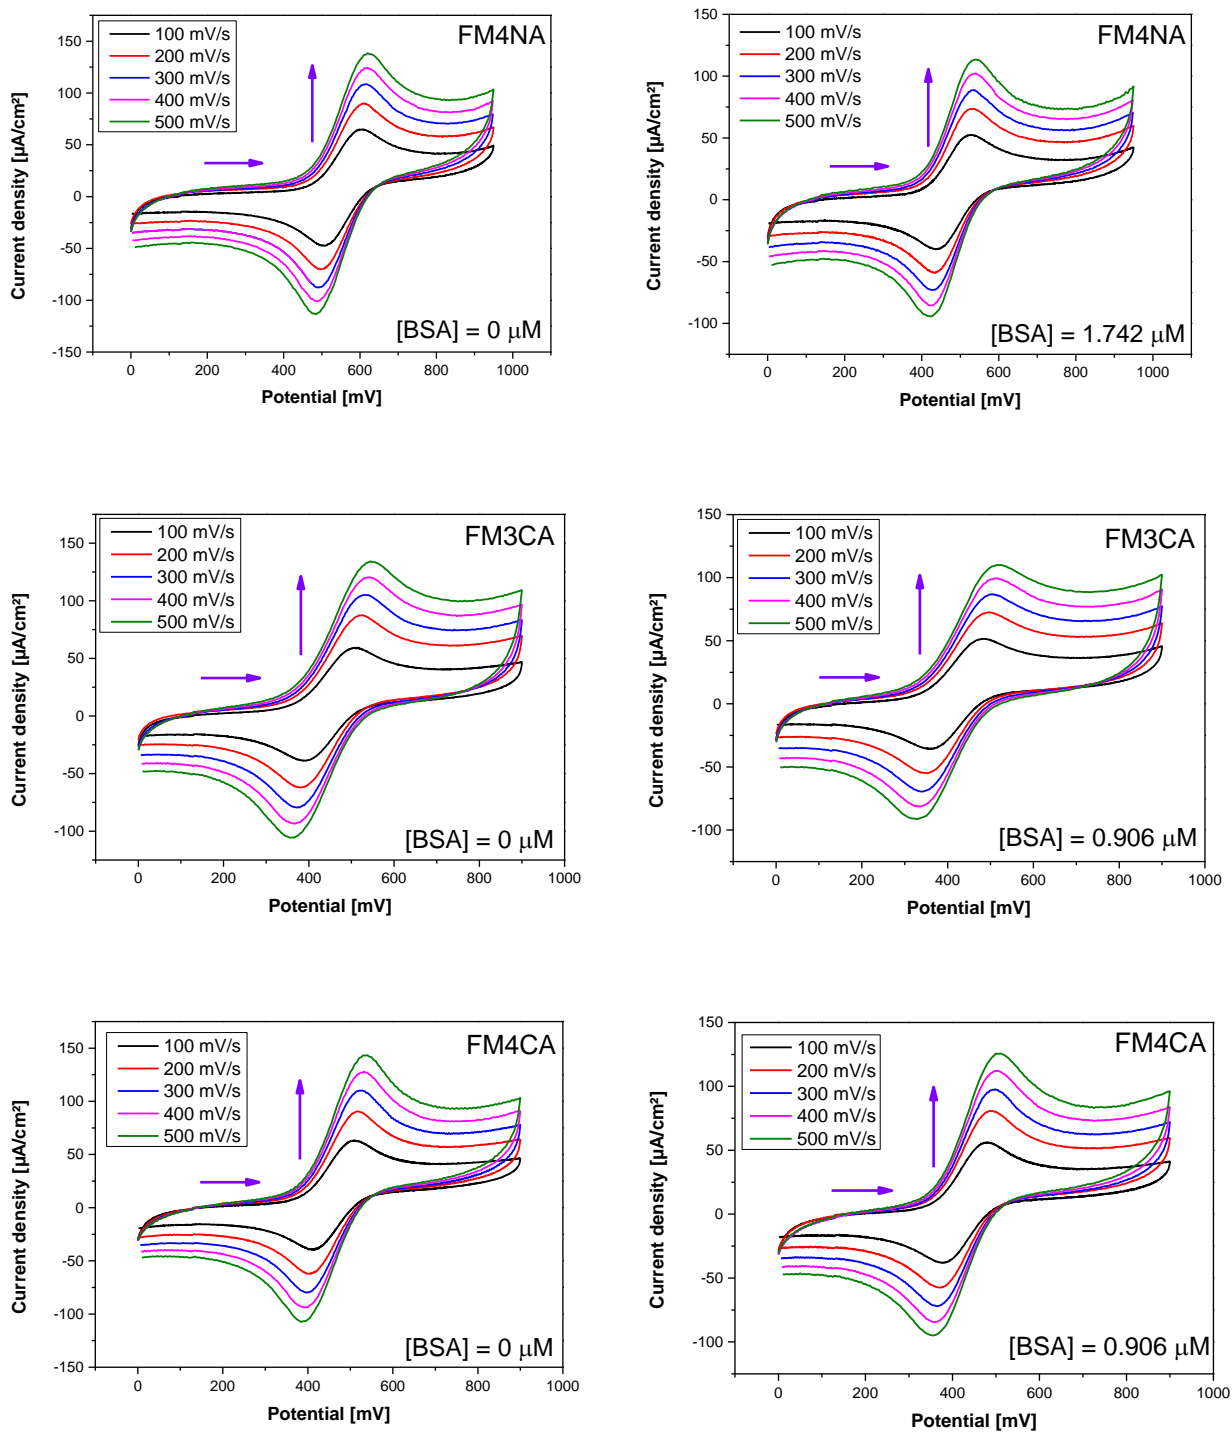 FM4NA
100 mV/s
200 mV/s
300 mV/s
400 mV/s
500 mV/s
150
100
50
0
-50
-100
-150
Current density [µA/cm²]
[BSA] = 0 µM
0 200 400 600 800 1000
Potential [mV]
FM4NA
100 mV/s
200 mV/s
300 mV/s
400 mV/s
500 mV/s
150
100
50
0
-50
-100
Current density [µA/cm²]
[BSA] = 1.742 µM
0 200 400 600 800 1000
Potential [mV]
FM3CA
100 mV/s
200 mV/s
300 mV/s
400 mV/s
500 mV/s
150
100
50
0
-50
-100
Current density [µA/cm²]
[BSA] = 0 µM
0 200 400 600 800 1000
Potential [mV]
FM3CA
100 mV/s
200 mV/s
300 mV/s
400 mV/s
500 mV/s
150
100
50
0
-50
-100
Current density [µA/cm²]
[BSA] = 0.906 µM
0 200 400 600 800 1000
Potential [mV]
FM4CA
100 mV/s
200 mV/s
300 mV/s
400 mV/s
500 mV/s
150
100
50
0
-50
-100
-150
Current density [µA/cm²]
[BSA] = 0 µM
0 200 400 600 800 1000
Potential [mV]
FM4CA
100 mV/s
200 mV/s
300 mV/s
400 mV/s
500 mV/s
150
100
50
0
-50
-100
Current density [µA/cm²]
[BSA] = 0.906 µM
0 200 400 600 800 1000
Potential [mV]